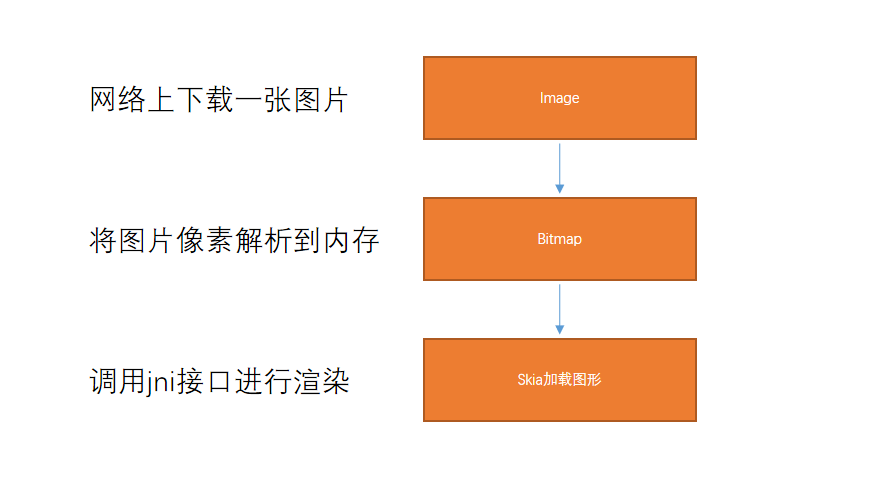 网络上下载一张图片
Image
将图片像素解析到内存
Bitmap
调用jni接口进行渲染
Skia加载图形